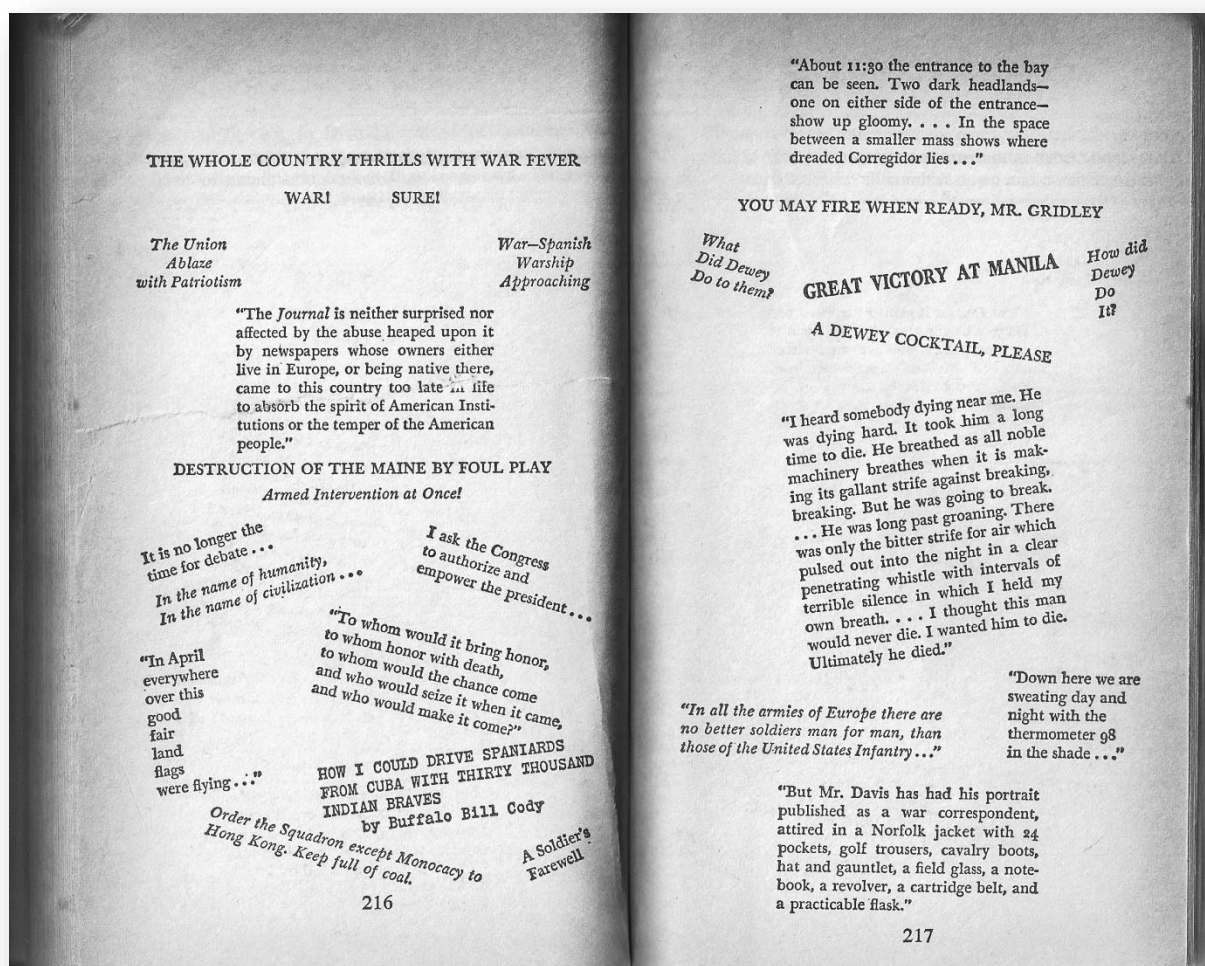 THE WHOLE COUNTRY THRILLS WITH WAR FEVER
WAR! SURE!
The Union
Ablaze
with Patriotism
War—Spanish
Warship
Approaching
"The Journal is neither surprised nor
affected by the abuse heaped upon it
by newspapers whose owners either
live in Europe, or being native there,
came to this country too late in life
to absorb the spirit of American Insti-
tutions or the temper of the American
people."
DESTRUCTION OF THE MAINE BY FOUL PLAY
Armed Intervention at Once!
It is no longer the
time for debate . . .
In the name of humanity,
In the name of civilization . . .
I ask the Congress
to authorize and
empower the president . . .
"To whom would it bring honor,
to whom honor with death,
to whom would the chance come
and who would seize it when it came,
and who would make it come?"
"In April
everywhere
over this
good
fair
land
flags
were flying . . ."
HOW I COULD DRIVE SPANIARDS
FROM CUBA WITH THIRTY THOUSAND
INDIAN BRAVES
by Buffalo Bill Cody
Order the Squadron except Monocacy to
Hong Kong. Keep full of coal.
A Soldier's
Farewell
216
"About 11:30 the entrance to the bay
can be seen. Two dark headlands—
one on either side of the entrance—
show up gloomy. . . . In the space
between a smaller mass shows where
dreaded Corregidor lies . . ."
YOU MAY FIRE WHEN READY, MR. GRIDLEY
What
Did Dewey
Do to them?
GREAT VICTORY AT MANILA
How did
Dewey
Do
It?
A DEWEY COCKTAIL, PLEASE
"I heard somebody dying near me. He
was dying hard. It took him a long
time to die. He breathed as all noble
machinery breathes when it is mak-
ing its gallant strife against breaking,
breaking. But he was going to break.
. . . He was long past groaning. There
was only the bitter strife for air which
pulsed out into the night in a clear
penetrating whistle with intervals of
terrible silence in which I held my
own breath. . . . I thought this man
would never die. I wanted him to die.
Ultimately he died."
"Down here we are
sweating day and
night with the
thermometer 98
in the shade . . ."
"In all the armies of Europe there are
no better soldiers man for man, than
those of the United States Infantry . . ."
"But Mr. Davis has had his portrait
published as a war correspondent,
attired in a Norfolk jacket with 24
pockets, golf trousers, cavalry boots,
hat and gauntlet, a field glass, a note-
book, a revolver, a cartridge belt, and
a practicable flask."
217